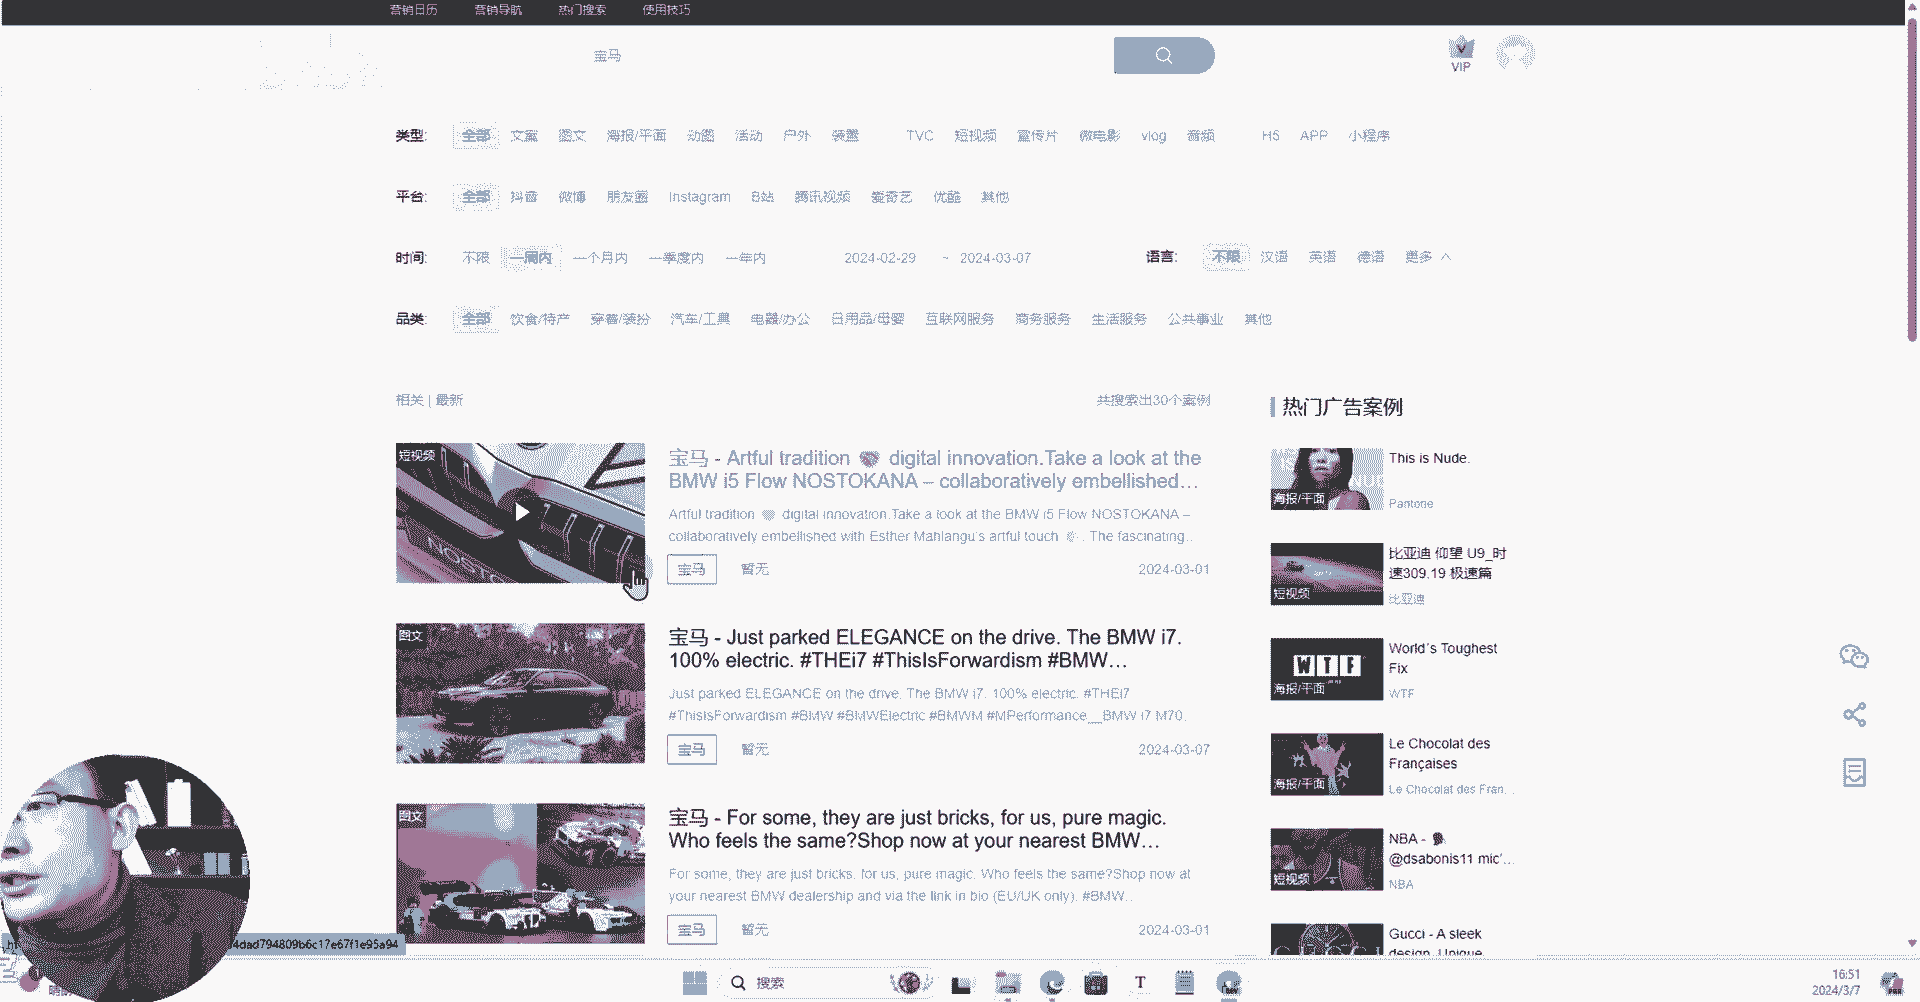 营销日历 营销导航 热门搜索 使用技巧
宝马
VIP
类型: 全部 文案 图文 海报/平面 动图 活动 户外 装置 TVC 短视频 宣传片 微电影 vlog 音频 H5 APP 小程序
平台: 全部 抖音 微博 朋友圈 Instagram B站 腾讯视频 爱奇艺 优酷 其他
时间: 不限 一周内 一个月内 一季度内 一年内 2024-02-29 ~ 2024-03-07 语言: 不限 汉语 英语 德语 更多
品类: 全部 饮食/特产 穿着/装扮 汽车/工具 电器/办公 日用品/母婴 互联网服务 商务服务 生活服务 公共事业 其他
相关 | 最新 共搜索出30个案例
短视频
NOSTO
宝马 - Artful tradition digital innovation.Take a look at the
BMW i5 Flow NOSTOKANA – collaboratively embellished...
Artful tradition digital innovation.Take a look at the BMW i5 Flow NOSTOKANA –
collaboratively embellished with Esther Mahlangu's artful touch . The fascinating...
宝马 暂无 2024-03-01
图文
宝马 - Just parked ELEGANCE on the drive. The BMW i7.
100% electric. #THEi7 #ThisIsForwardism #BMW...
Just parked ELEGANCE on the drive. The BMW i7. 100% electric. #THEi7
#ThisIsForwardism #BMW #BMWElectric #BMWM #MPerformance__BMW i7 M70,
宝马 暂无 2024-03-07
图文
宝马 - For some, they are just bricks, for us, pure magic.
Who feels the same?Shop now at your nearest BMW...
For some, they are just bricks, for us, pure magic. Who feels the same?Shop now at
your nearest BMW dealership and via the link in bio (EU/UK only). #BMW...
宝马 暂无 2024-03-01
热门广告案例
海报/平面
This is Nude.
Pantone
短视频
比亚迪 仰望 U9_时
速309.19 极速篇
比亚迪
WTF
海报/平面
World's Toughest
Fix
WTF
海报/平面
Le Chocolat des
Françaises
Le Chocolat des Fran...
短视频
NBA -
@dsabonis11 mic'...
NBA
Gucci - A sleek
design. Unique
4dad794809b6c17e67f1e95a94
搜索
16:51
2024/3/7